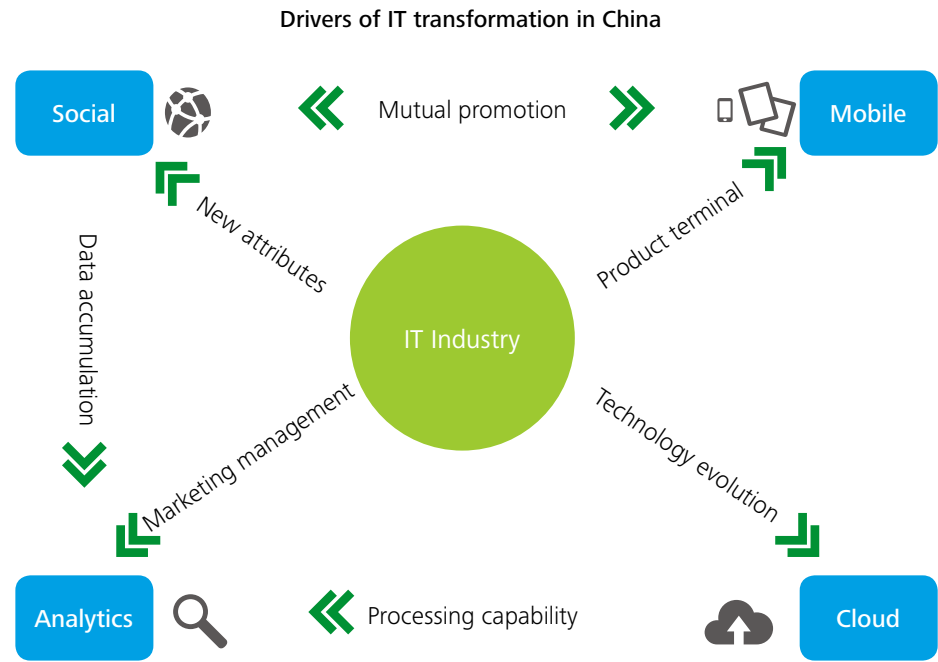 Drivers of IT transformation in China
Social
Mutual promotion
Mobile
New attributes
Product terminal
Data accumulation
IT Industry
Marketing management
Technology evolution
Analytics
Processing capability
Cloud